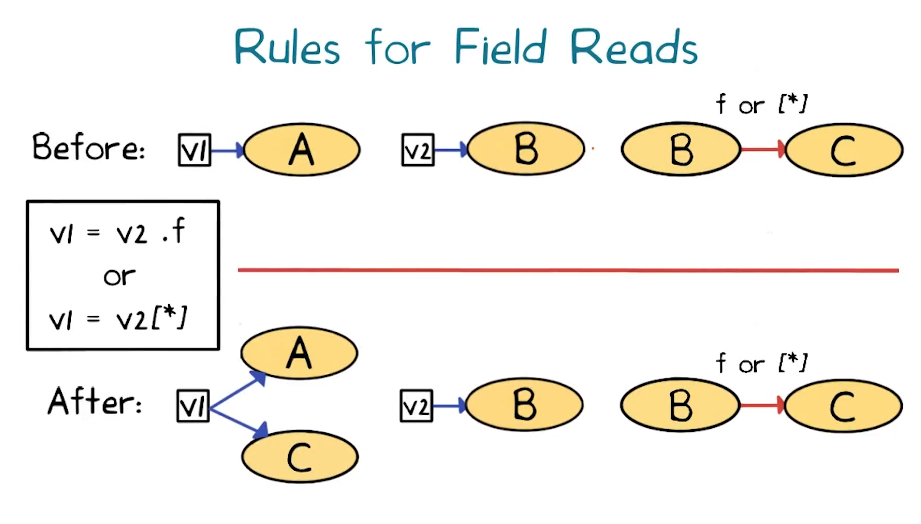 Rules for Field Reads
f or [*]
Before: v1 A v2 B B C
v1 = v2 .f
or
v1 = v2[*]
A
f or [*]
After: v1 v2 B B C
C